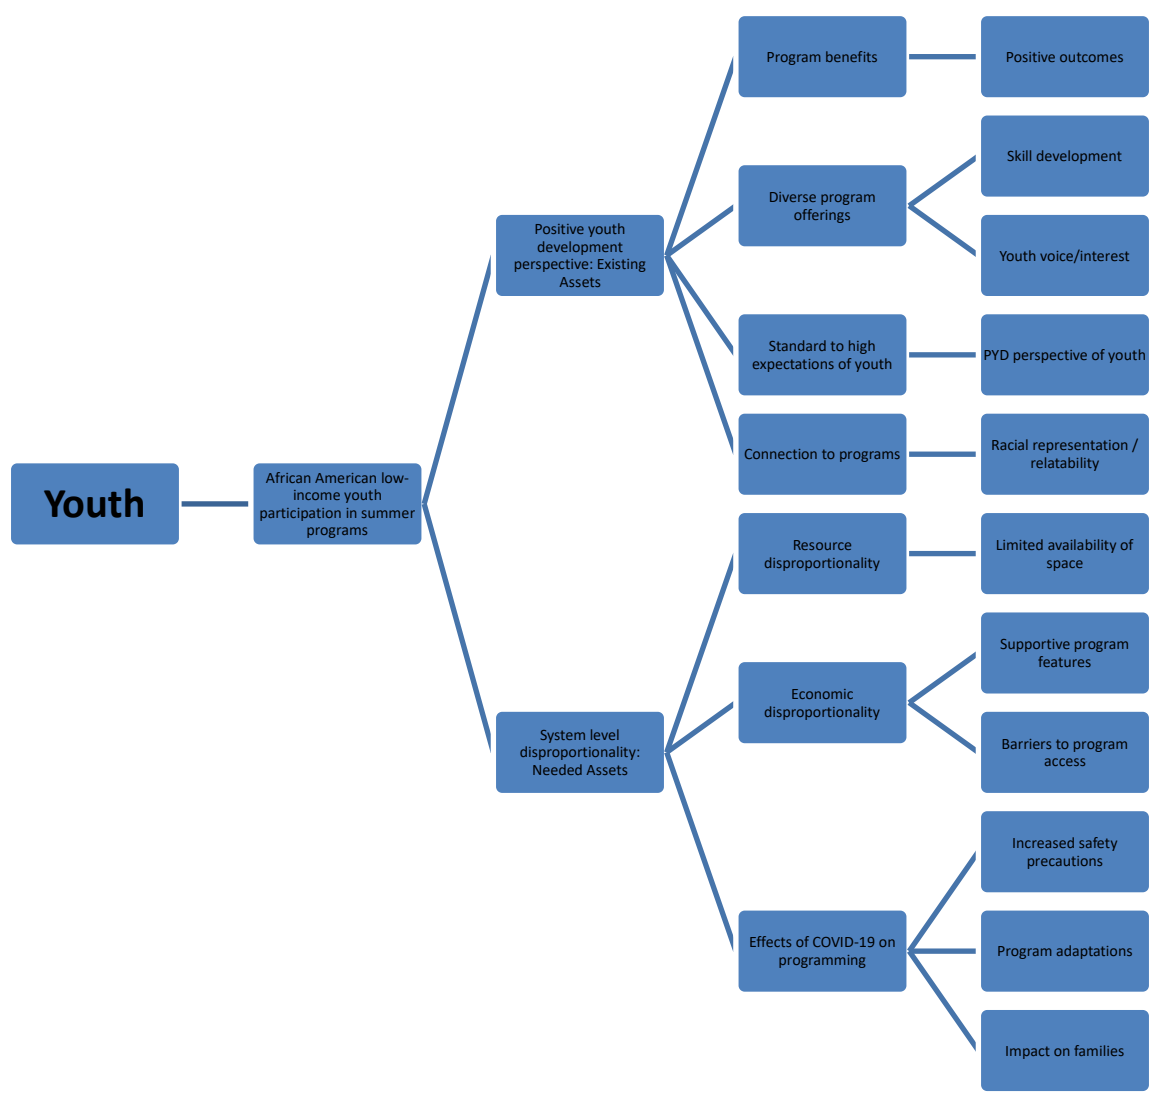 Youth
African American low-
income youth
participation in summer
programs
Positive youth
development
perspective: Existing
Assets
Program benefits
Positive outcomes
Diverse program
offerings
Skill development
Youth voice/interest
Standard to high
expectations of youth
PYD perspective of youth
Connection to programs
Racial representation /
relatability
System level
disproportionality:
Needed Assets
Resource
disproportionality
Limited availability of
space
Economic
disproportionality
Supportive program
features
Barriers to program
access
Effects of COVID-19 on
programming
Increased safety
precautions
Program adaptations
Impact on families